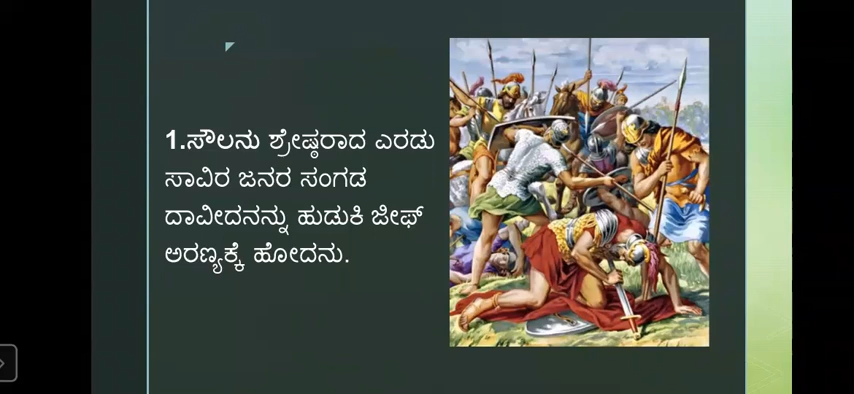 1.ಸೌಲನು ಶ್ರೇಷ್ಠರಾದ ಎರಡು
ಸಾವಿರ ಜನರ ಸಂಗಡ
ದಾವೀದನನ್ನು ಹುಡುಕಿ ಜೀಫ್
ಅರಣ್ಯಕ್ಕೆ ಹೋದನು.